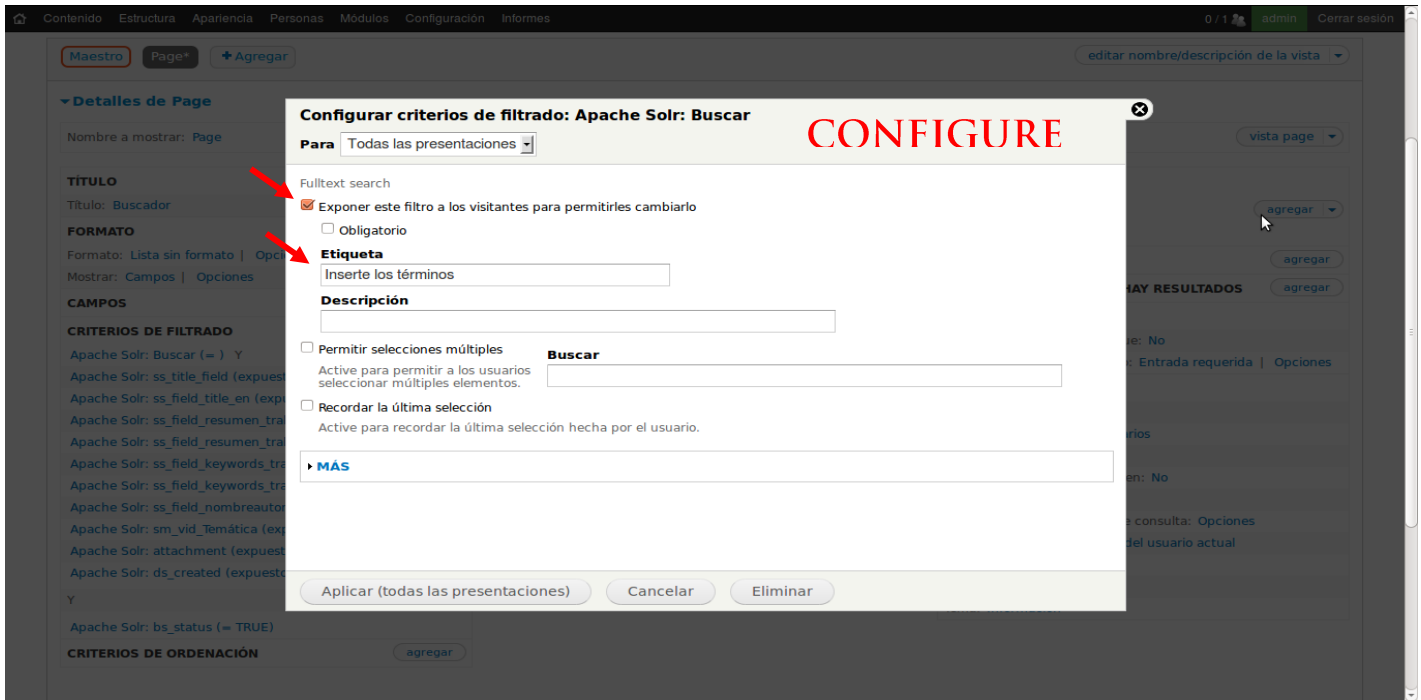 Contenido Estructura Apariencia Personas Módulos Configuración Informes 0 / 1 admin Cerrar sesión
Maestro Page* Agregar editar nombre/descripción de la vista
Detalles de Page
Nombre a mostrar: Page vista page
TÍTULO
Título: Buscador agregar
FORMATO
Formato: Lista sin formato | Opci agregar
Mostrar: Campos | Opciones
HAY RESULTADOS agregar
CAMPOS
CRITERIOS DE FILTRADO
ue: No
Apache Solr: Buscar (= ) Y
: Entrada requerida | Opciones
Apache Solr: ss_title_field (expuest
Apache Solr: ss_field_title_en (exp
Apache Solr: ss_field_resumen_tra
arios
Apache Solr: ss_field_resumen_tra
Apache Solr: ss_field_keywords_tra
en: No
Apache Solr: ss_field_keywords_tra
Apache Solr: ss_field_nombreautor
e consulta: Opciones
Apache Solr: sm_vid_Temática (exp
del usuario actual
Apache Solr: attachment (expuest
Apache Solr: ds_created (expuesto
Y
Apache Solr: bs_status (= TRUE)
CRITERIOS DE ORDENACIÓN agregar
Configurar criterios de filtrado: Apache Solr: Buscar
CONFIGURE
Para Todas las presentaciones
Fulltext search
Exponer este filtro a los visitantes para permitirles cambiarlo
Obligatorio
Etiqueta
Inserte los términos
Descripción
Permitir selecciones múltiples
Active para permitir a los usuarios
seleccionar múltiples elementos.
Buscar
Recordar la última selección
Active para recordar la última selección hecha por el usuario.
MÁS
Aplicar (todas las presentaciones) Cancelar Eliminar